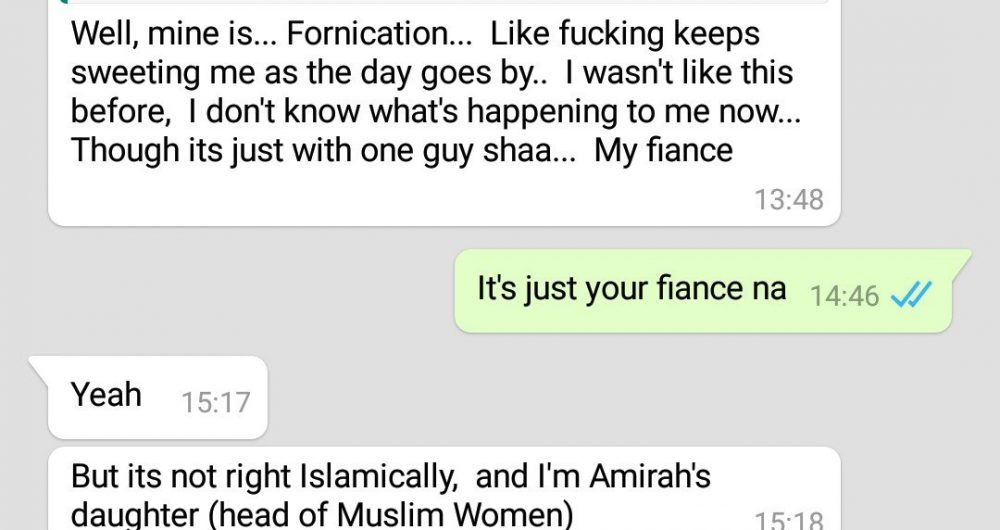 Well, mine is... Fornication... Like fucking keeps
sweeting me as the day goes by.. I wasn't like this
before, I don't know what's happening to me now...
Though its just with one guy shaa... My fiance
13:48
It's just your fiance na 14:46
Yeah 15:17
But its not right Islamically, and I'm Amirah's
daughter (head of Muslim Women) 15:18